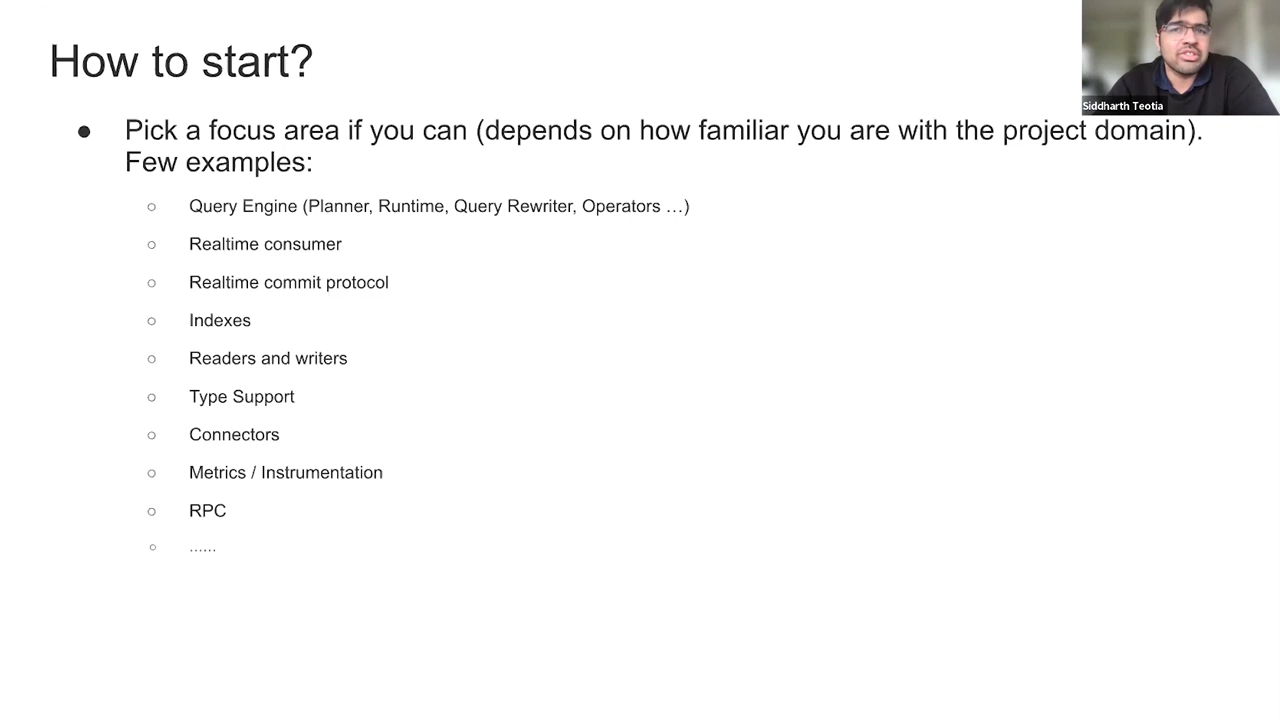 How to start?
Siddharth Teotia
● Pick a focus area if you can (depends on how familiar you are with the project domain).
Few examples:
○ Query Engine (Planner, Runtime, Query Rewriter, Operators …)
○ Realtime consumer
○ Realtime commit protocol
○ Indexes
○ Readers and writers
○ Type Support
○ Connectors
○ Metrics / Instrumentation
○ RPC
○ ......